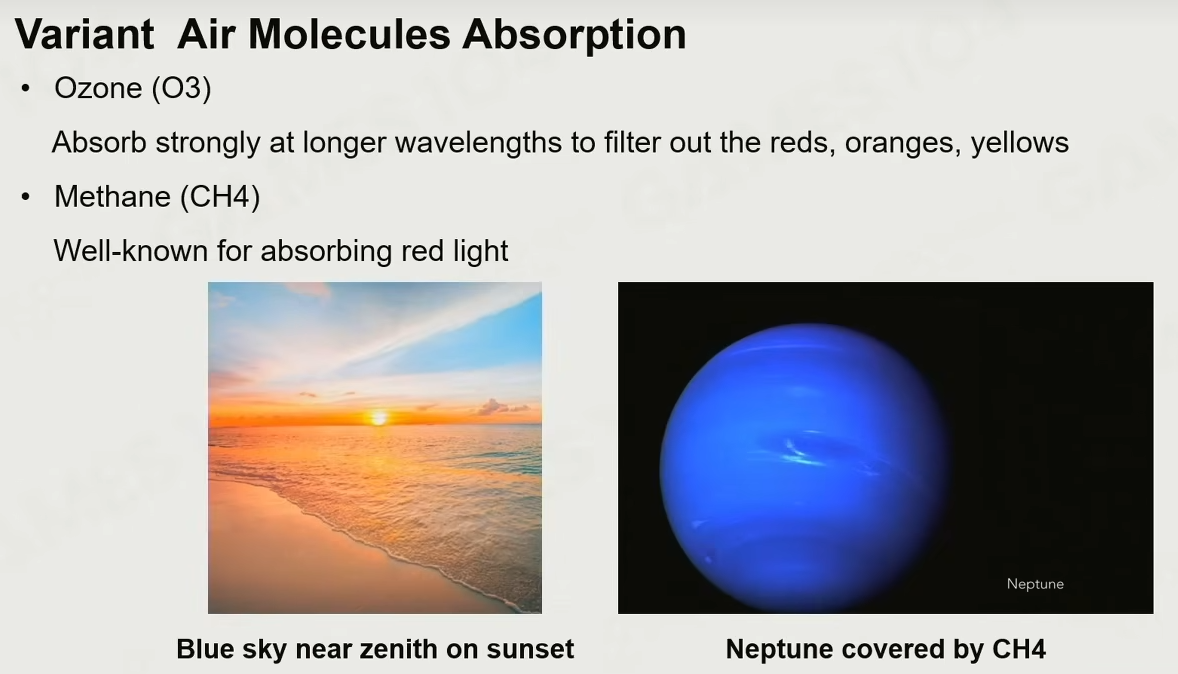 Variant  Air Molecules Absorption
• Ozone (O3)
Absorb strongly at longer wavelengths to filter out the reds, oranges, yellows
• Methane (CH4)
Well-known for absorbing red light
Neptune
Blue sky near zenith on sunset
Neptune covered by CH4